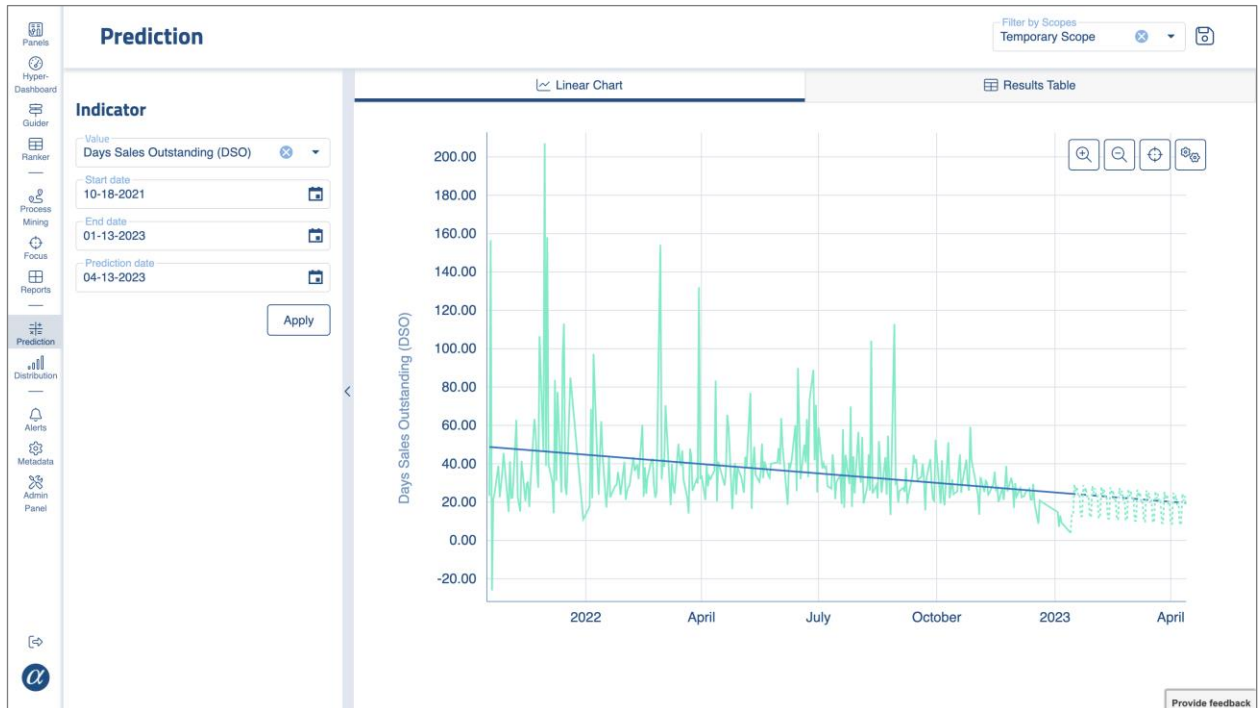 Panels
Hyper-
Dashboard
Guider
Ranker
Process
Mining
Focus
Reports
Prediction
Distribution
Alerts
Metadata
Admin
Panel
α
Prediction
Filter by Scopes
Temporary Scope
Indicator
Value
Days Sales Outstanding (DSO)
Start date
10-18-2021
End date
01-13-2023
Prediction date
04-13-2023
Apply
Linear Chart
Results Table
Days Sales Outstanding (DSO)
200.00
180.00
160.00
140.00
120.00
100.00
80.00
60.00
40.00
20.00
0.00
-20.00
2022
April
July
October
2023
April
Provide feedback